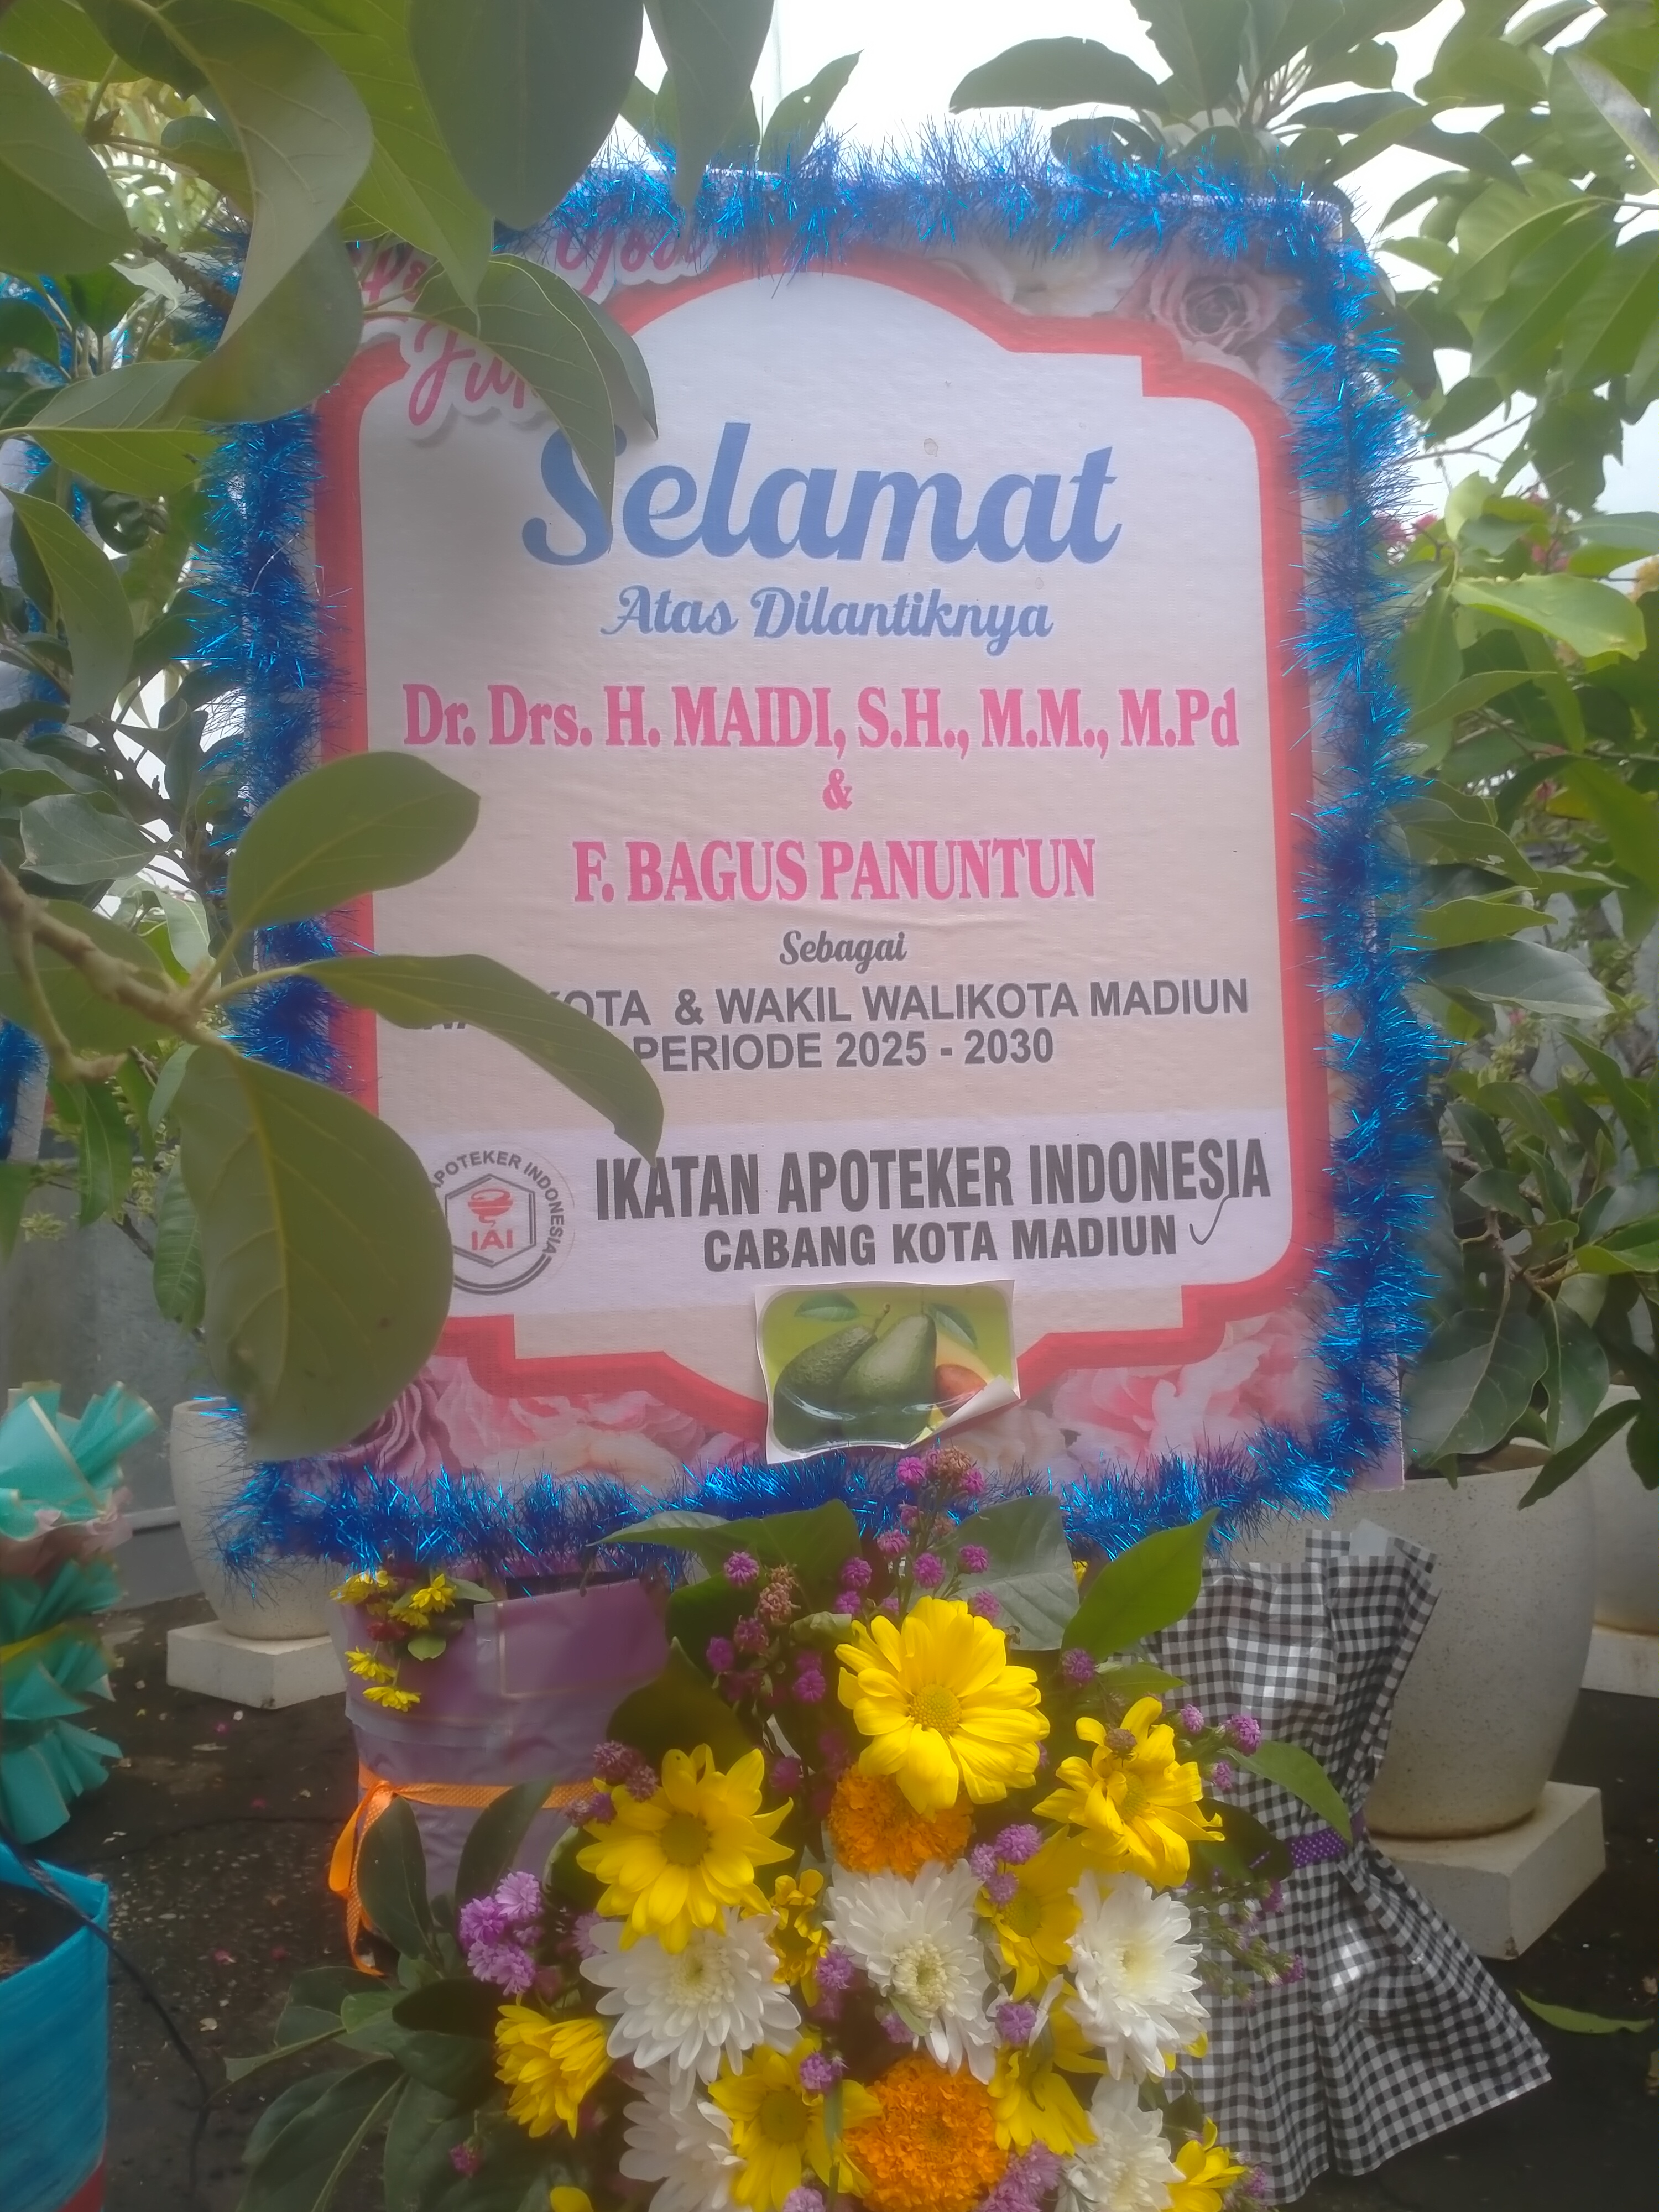 Selamat
Atas Dilantiknya
Dr. Drs. H. MAIDI, S.H., M.M., M.Pd
&
F. BAGUS PANUNTUN
Sebagai
& WAKIL WALIKOTA MADIUN
PERIODE 2025 - 2030
APOTEKER INDONESIA
IAI
IKATAN APOTEKER INDONESIA
CABANG KOTA MADIUN